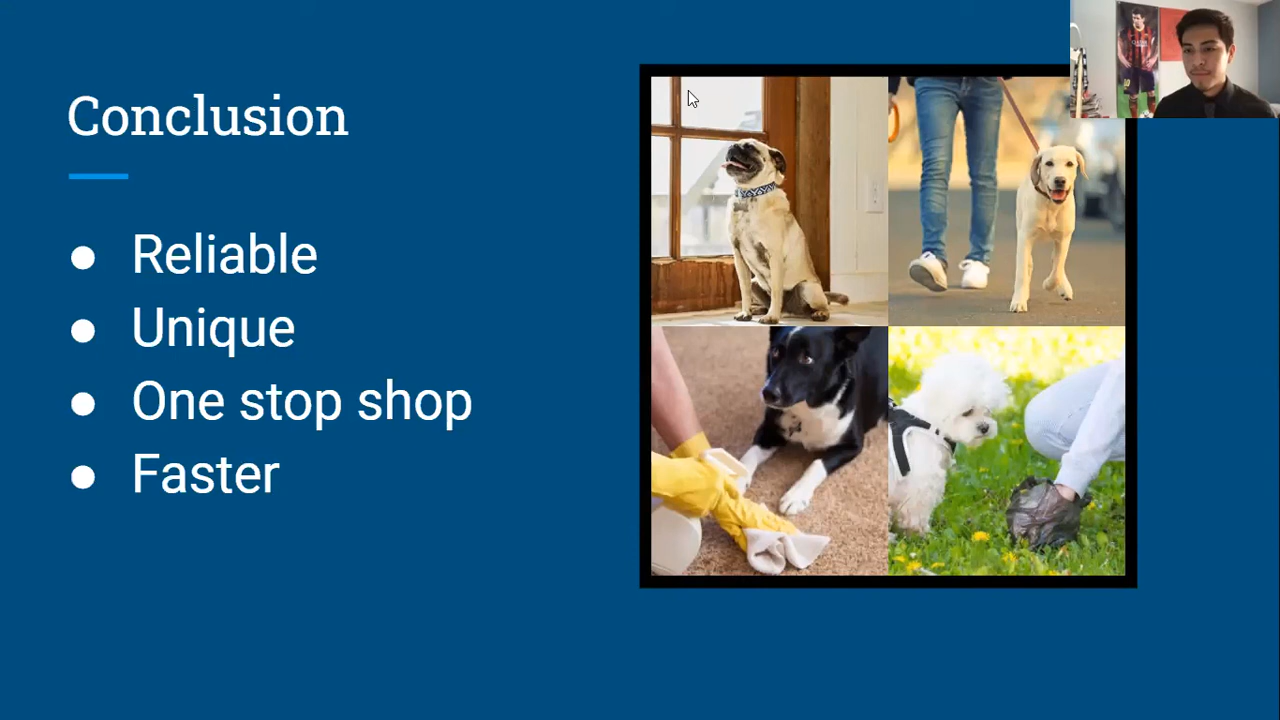 Conclusion
● Reliable
● Unique
● One stop shop
● Faster